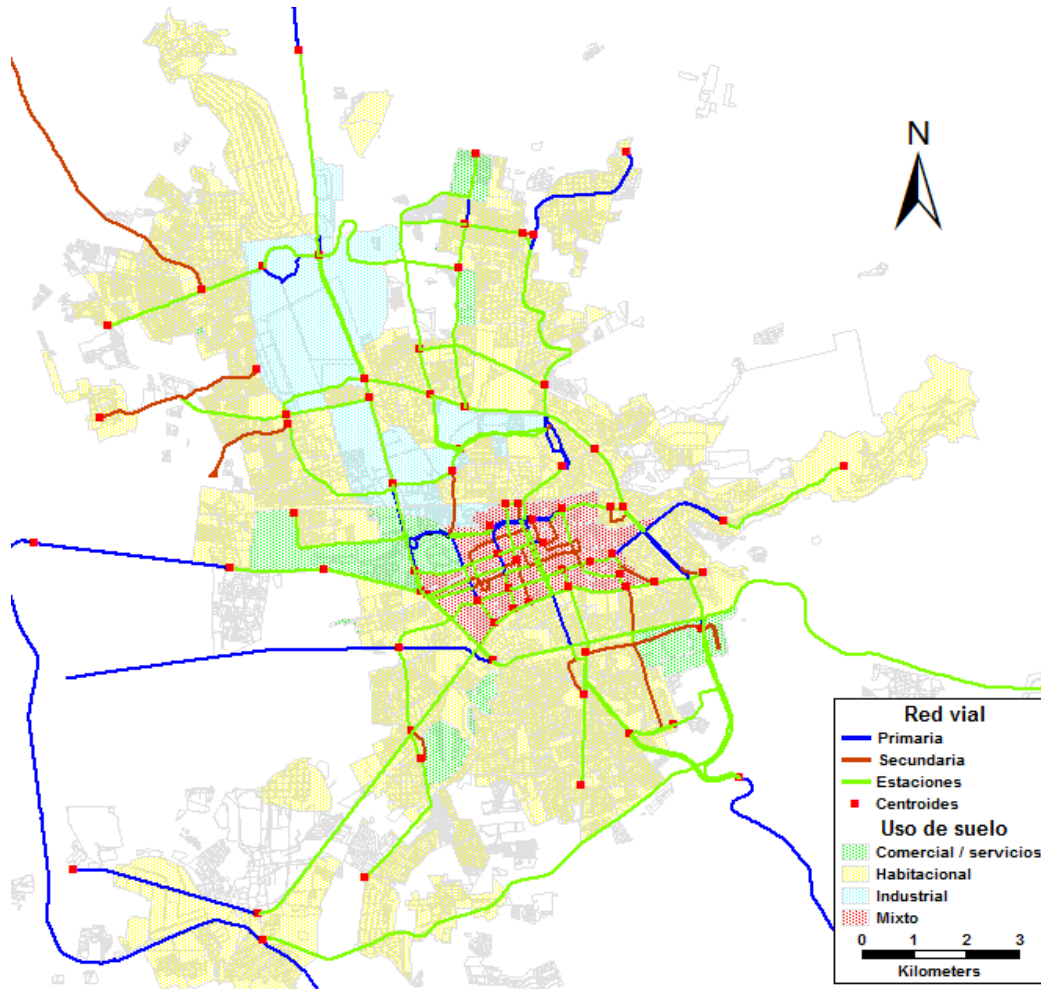 N
Red vial
Primaria
Secundaria
Estaciones
Centroides
Uso de suelo
Comercial / servicios
Habitacional
Industrial
Mixto
0 1 2 3
Kilometers